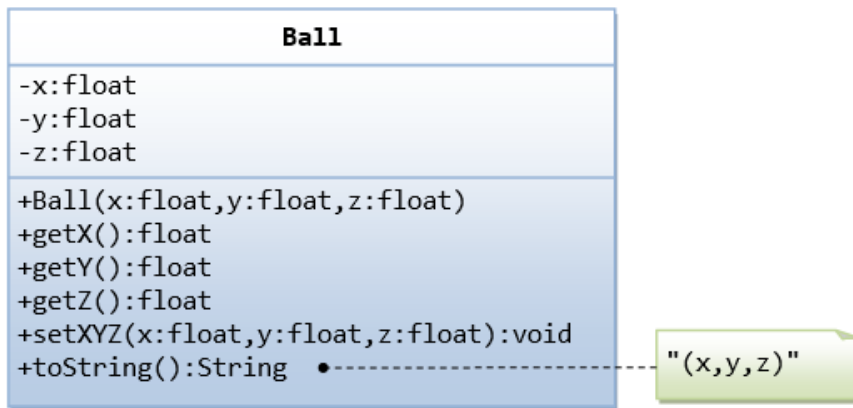 Ball
-x:float
-y:float
-z:float
+Ball(x:float,y:float,z:float)
+getX():float
+getY():float
+getZ():float
+setXYZ(x:float,y:float,z:float):void
+toString():String
"(x,y,z)"